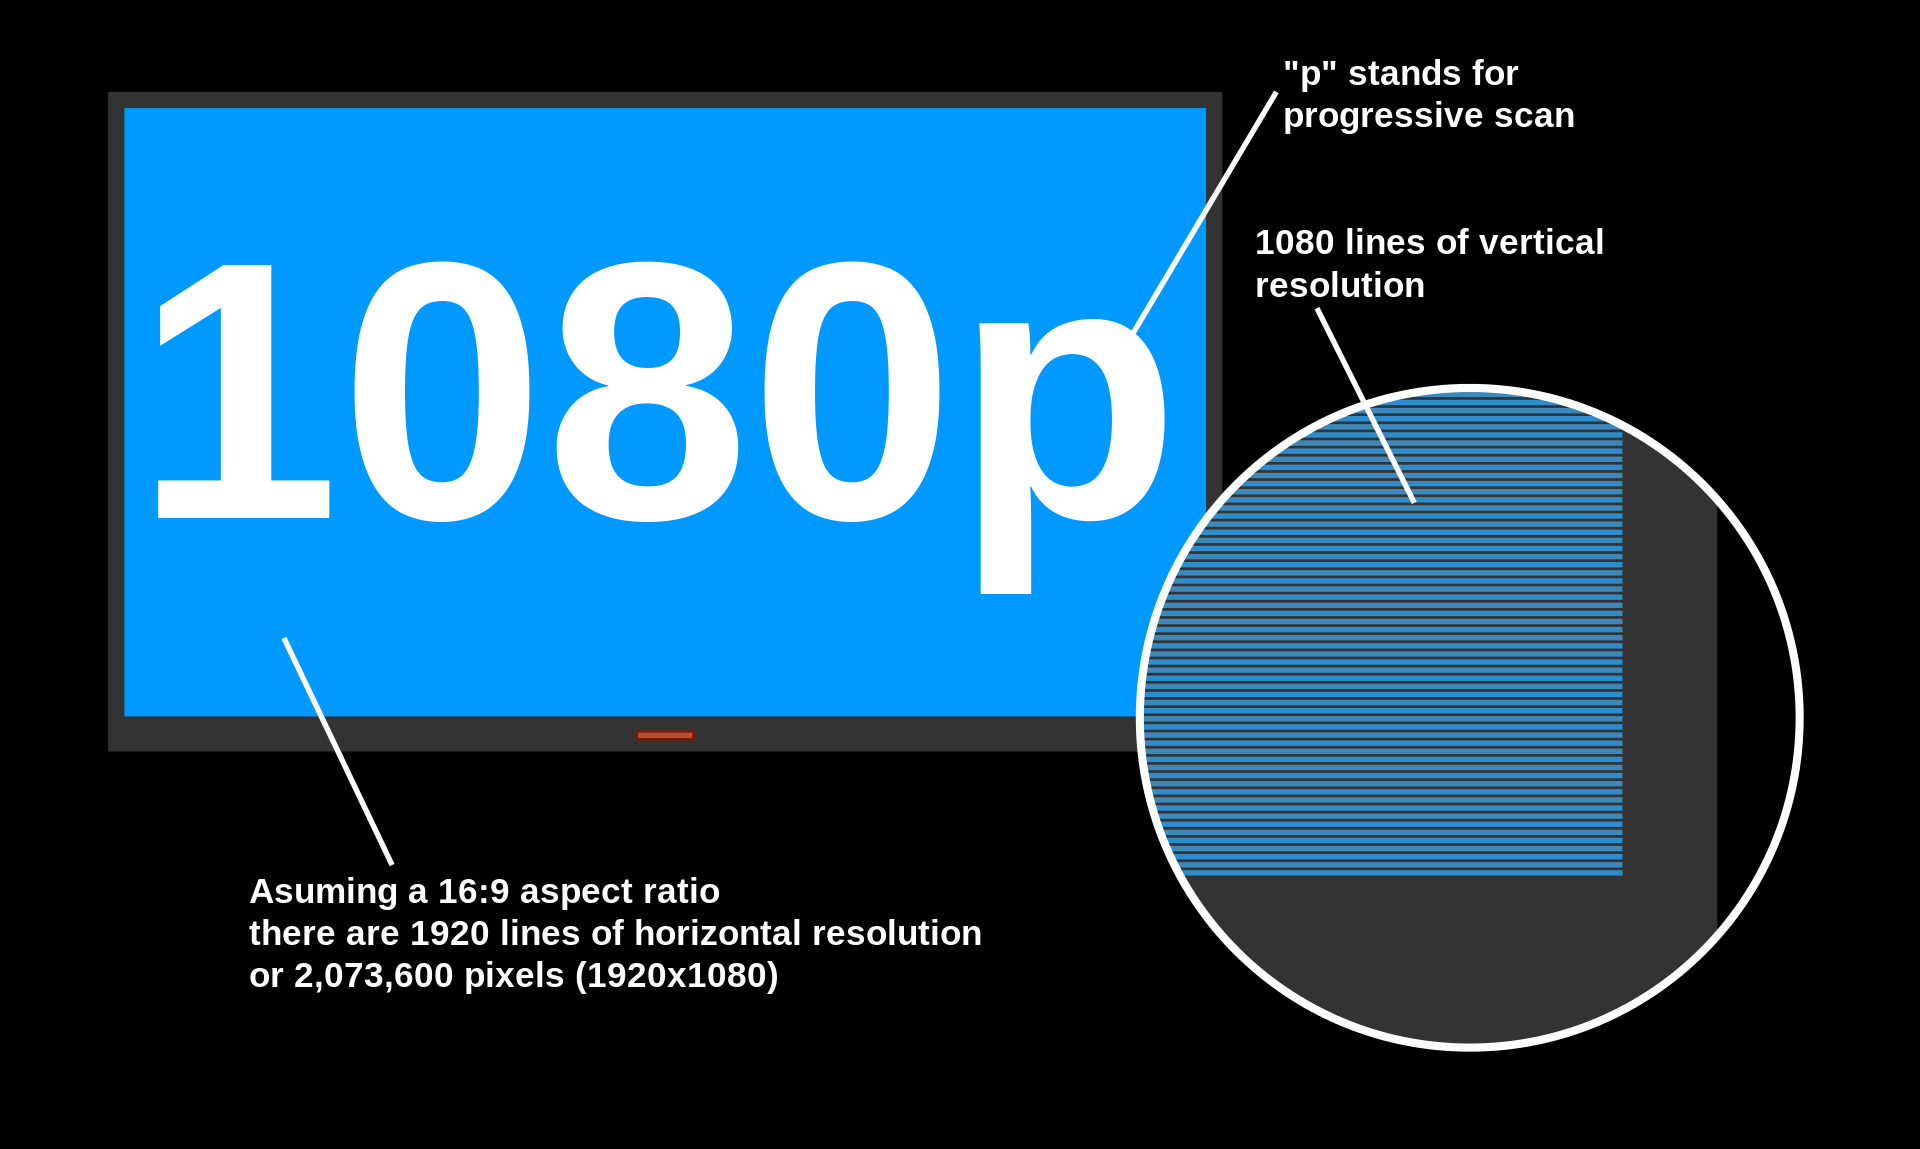 1080p
"p" stands for
progressive scan
1080 lines of vertical
resolution
Asuming a 16:9 aspect ratio
there are 1920 lines of horizontal resolution
or 2,073,600 pixels (1920x1080)